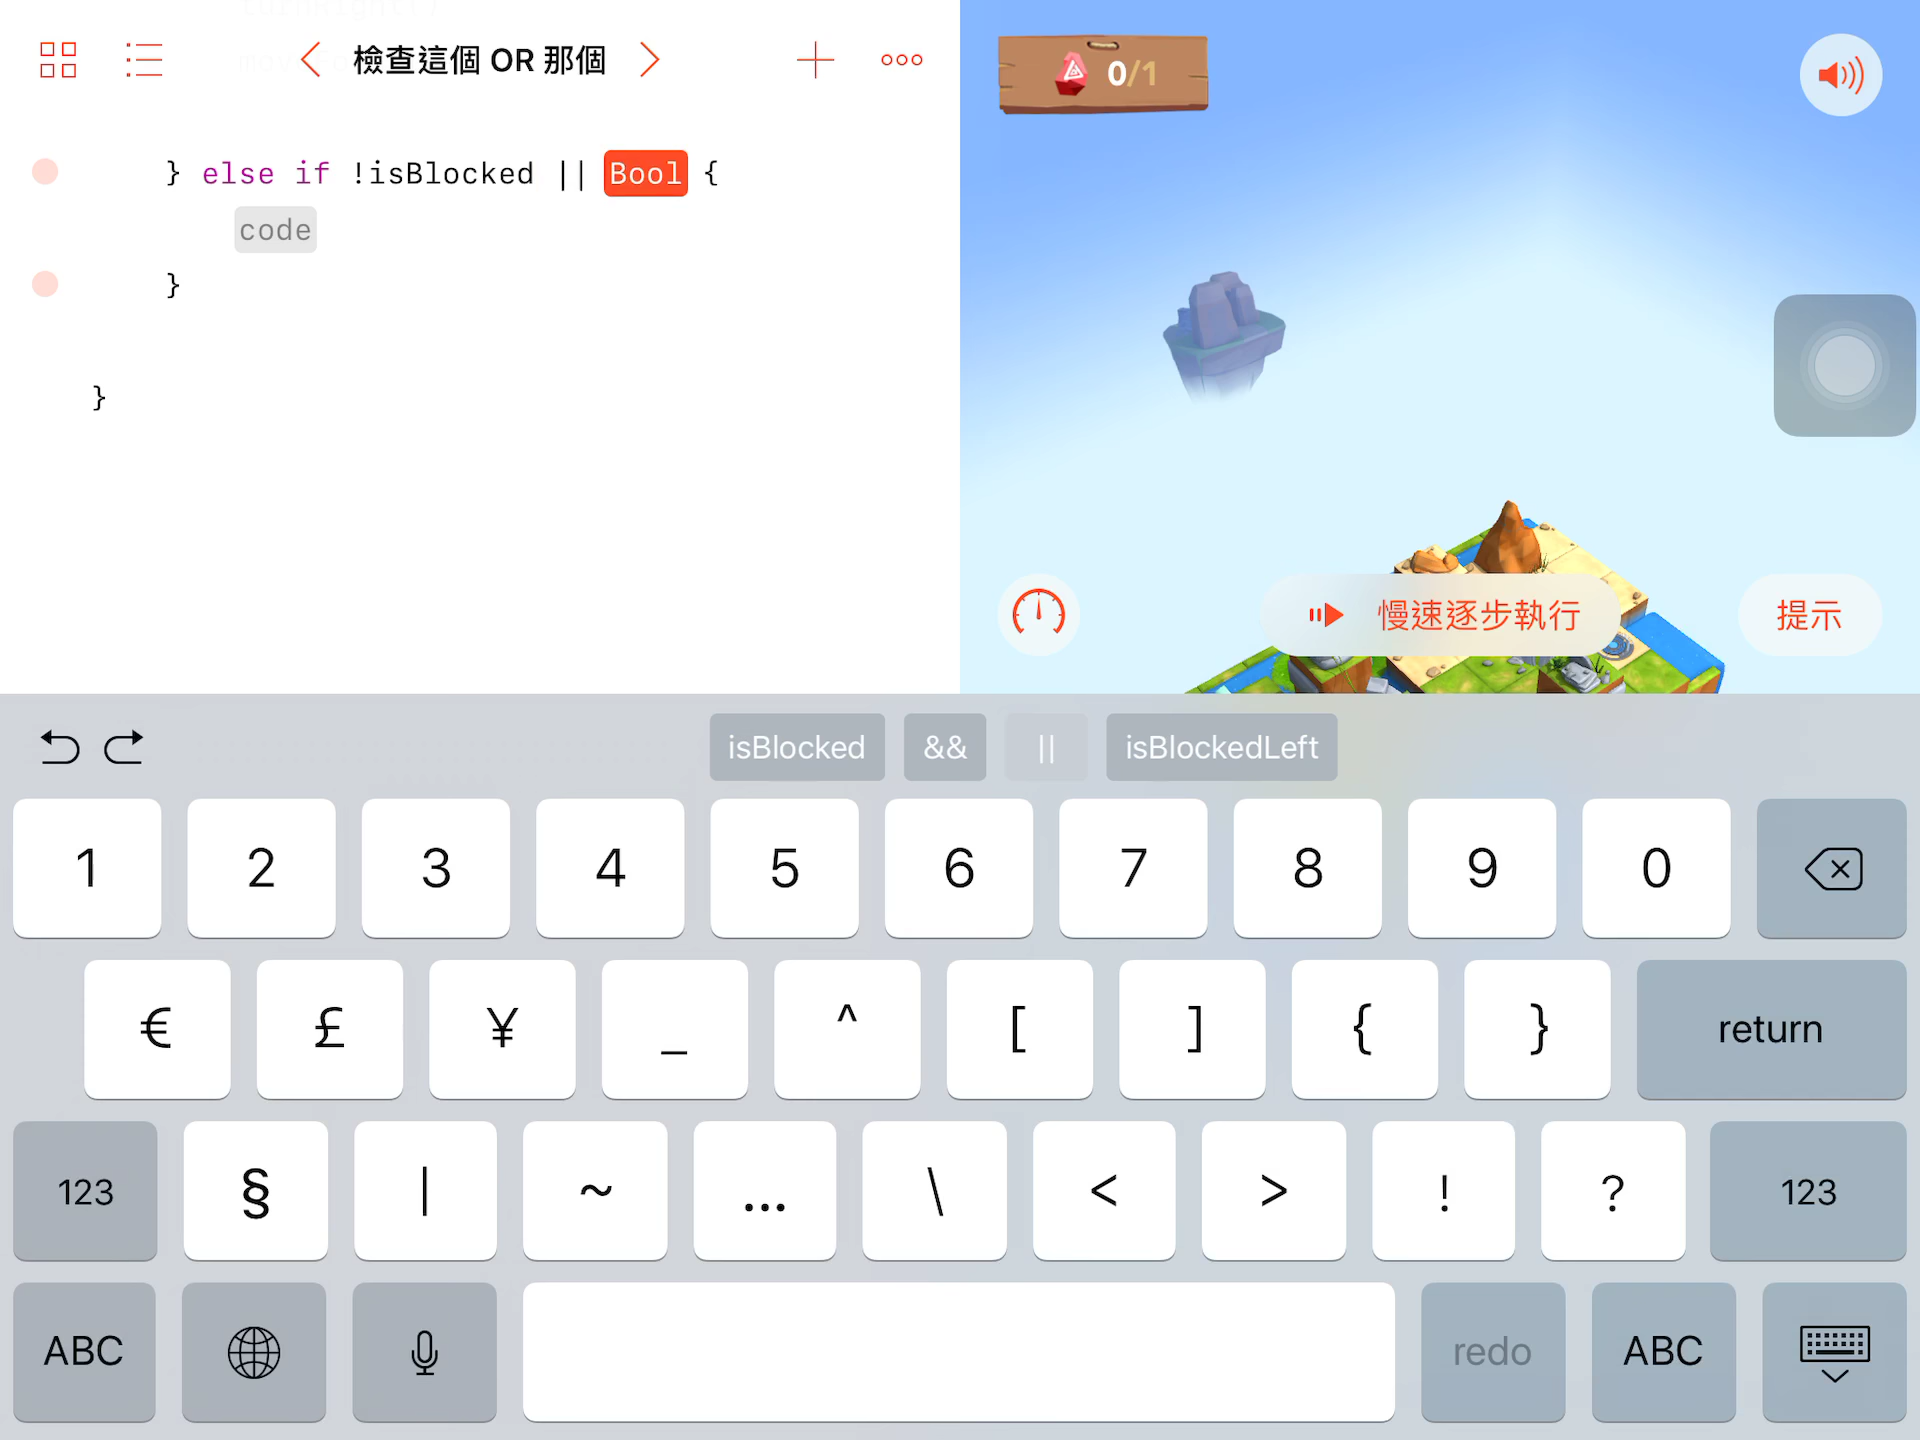 檢查這個 OR 那個
} else if !isBlocked || Bool {
code
}
}
0/1
慢速逐步執行
提示
isBlocked && || isBlockedLeft
1 2 3 4 5 6 7 8 9 0
€ £ ¥ _ ^ [ ] { } return
123 § | ~ ... \ < > ! ? 123
ABC redo ABC